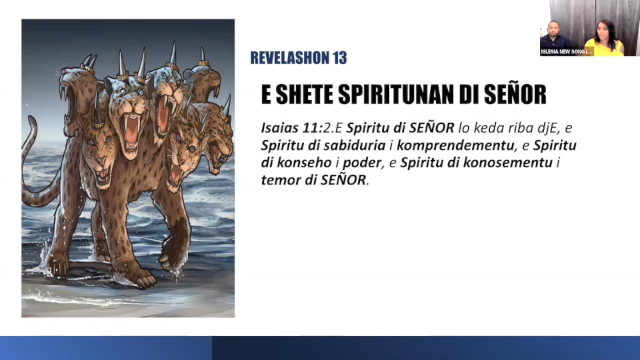 REVELASHON 13
E SHETE SPIRITUNAN DI SEÑOR
Isaias 11:2.E Spiritu di SEÑOR lo keda riba djE, e
Spiritu di sabiduria i komprendementu, e Spiritu
di konseho i poder, e Spiritu di konosementu i
temor di SEÑOR.
NEW SONG